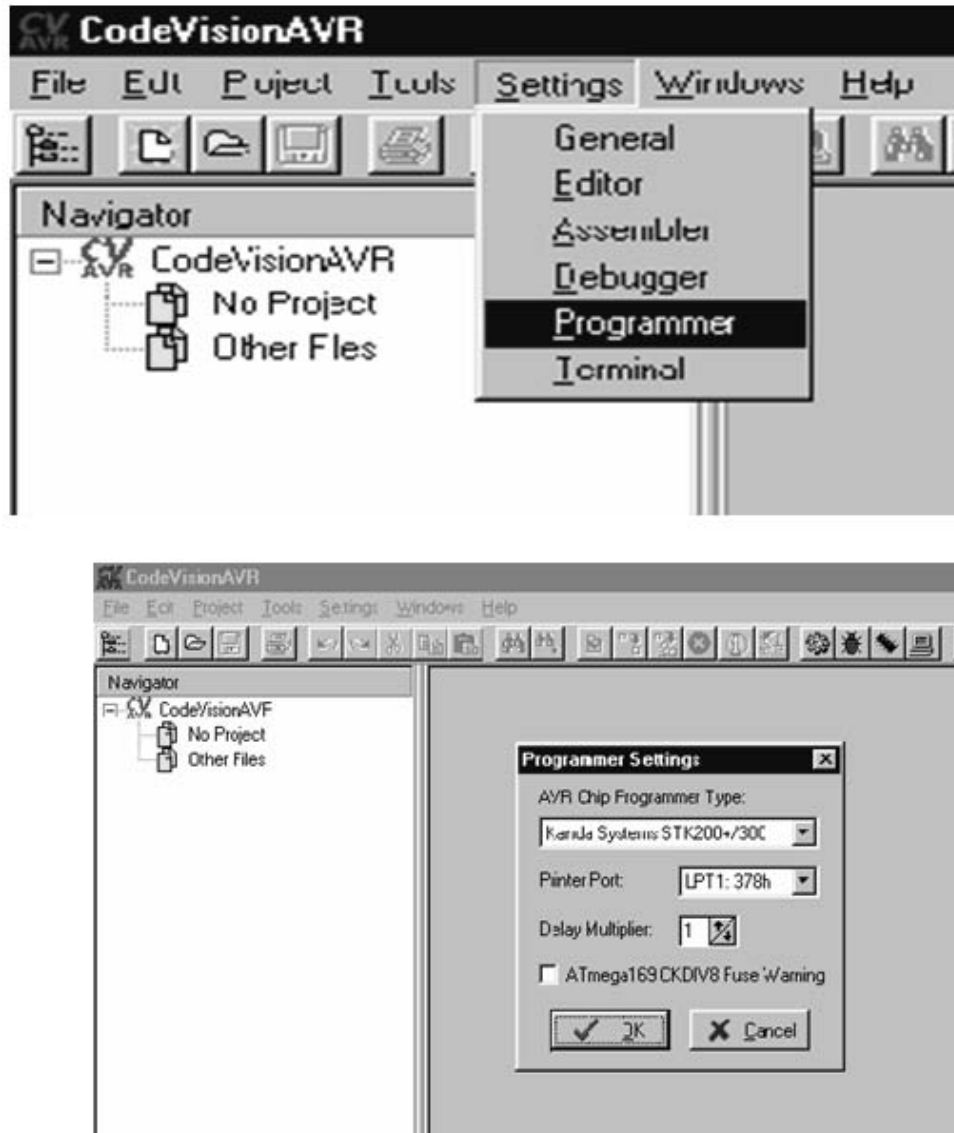 CodeVisionAVR
File Edit Project Tools Settings Windows Help
General
Editor
Assembler
Debugger
Programmer
Terminal
Navigator
CodeVisionAVR
No Project
Other Files
CodeVisionAVR
File Edit Project Tools Settings Windows Help
Navigator
CodeVisionAVR
No Project
Other Files
Programmer Settings
AVR Chip Programmer Type:
Kanda Systems STK200+/300
Printer Port: LPT1: 378h
Delay Multiplier: 1
ATmega169 CKDIV8 Fuse Warning
OK Cancel